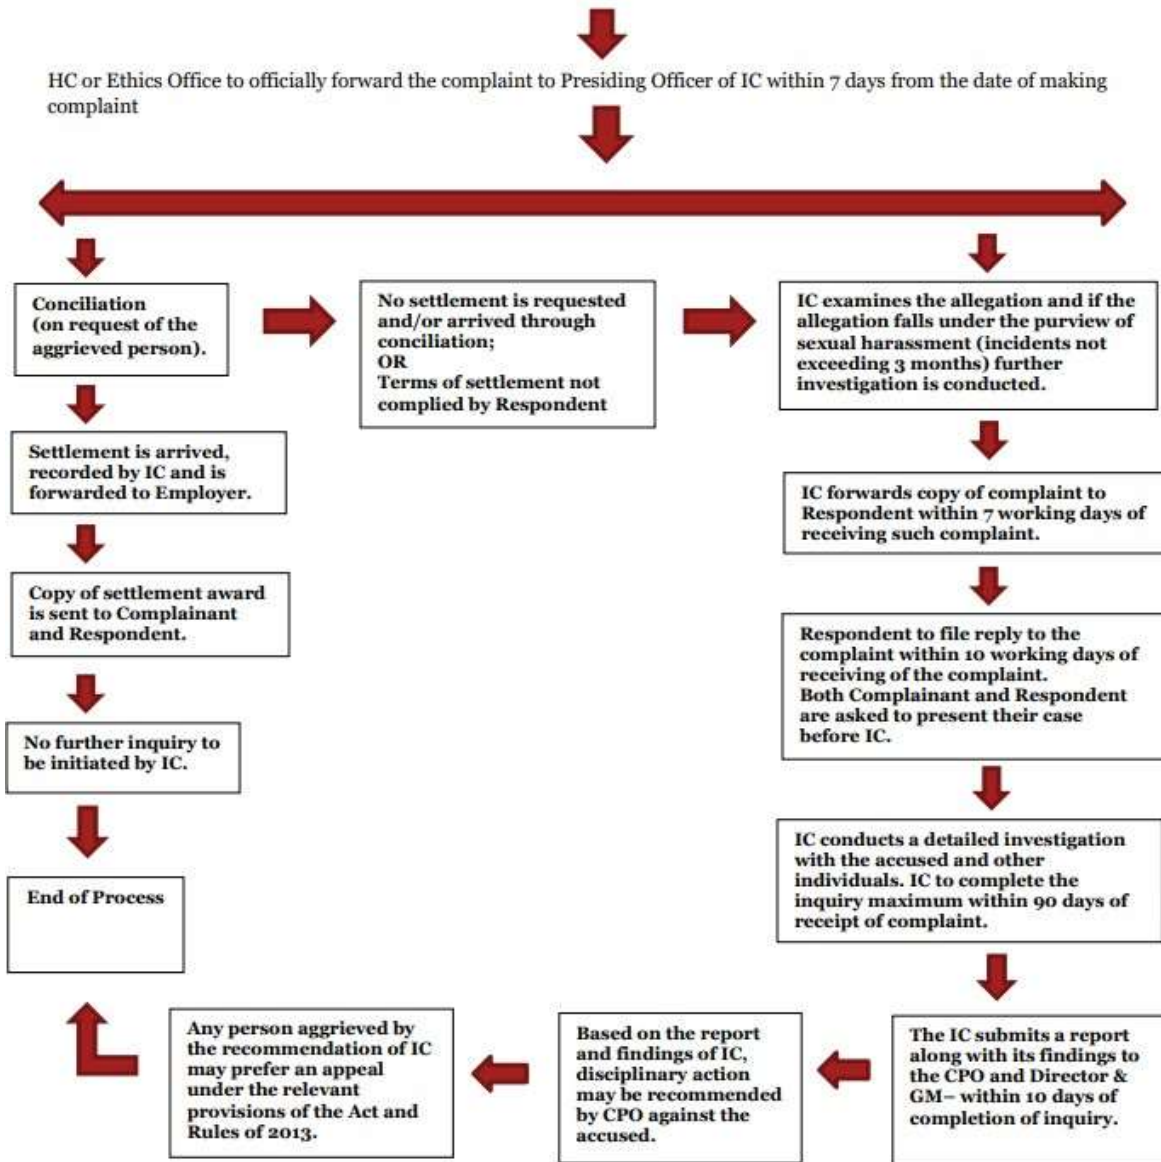 HC or Ethics Office to officially forward the complaint to Presiding Officer of IC within 7 days from the date of making
complaint
Conciliation
(on request of the
aggrieved person).
No settlement is requested
and/or arrived through
conciliation;
OR
Terms of settlement not
complied by Respondent
IC examines the allegation and if the
allegation falls under the purview of
sexual harassment (incidents not
exceeding 3 months) further
investigation is conducted.
Settlement is arrived,
recorded by IC and is
forwarded to Employer.
IC forwards copy of complaint to
Respondent within 7 working days of
receiving such complaint.
Copy of settlement award
is sent to Complainant
and Respondent.
Respondent to file reply to the
complaint within 10 working days of
receiving of the complaint.
Both Complainant and Respondent
are asked to present their case
before IC.
No further inquiry to
be initiated by IC.
IC conducts a detailed investigation
with the accused and other
individuals. IC to complete the
inquiry maximum within 90 days of
receipt of complaint.
End of Process
Any person aggrieved by
the recommendation of IC
may prefer an appeal
under the relevant
provisions of the Act and
Rules of 2013.
Based on the report
and findings of IC,
disciplinary action
may be recommended
by CPO against the
accused.
The IC submits a report
along with its findings to
the CPO and Director &
GM– within 10 days of
completion of inquiry.